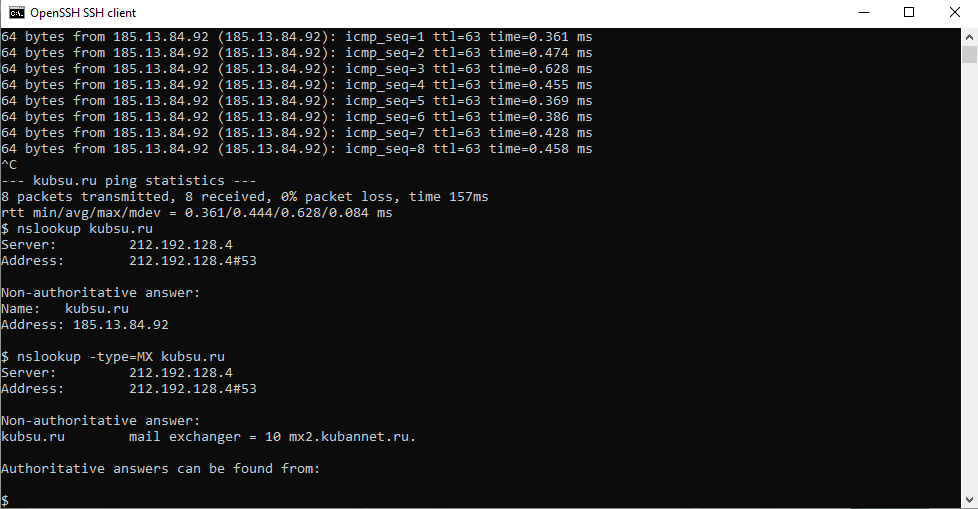 OpenSSH SSH client
64 bytes from 185.13.84.92 (185.13.84.92): icmp_seq=1 ttl=63 time=0.361 ms
64 bytes from 185.13.84.92 (185.13.84.92): icmp_seq=2 ttl=63 time=0.474 ms
64 bytes from 185.13.84.92 (185.13.84.92): icmp_seq=3 ttl=63 time=0.628 ms
64 bytes from 185.13.84.92 (185.13.84.92): icmp_seq=4 ttl=63 time=0.455 ms
64 bytes from 185.13.84.92 (185.13.84.92): icmp_seq=5 ttl=63 time=0.369 ms
64 bytes from 185.13.84.92 (185.13.84.92): icmp_seq=6 ttl=63 time=0.386 ms
64 bytes from 185.13.84.92 (185.13.84.92): icmp_seq=7 ttl=63 time=0.428 ms
64 bytes from 185.13.84.92 (185.13.84.92): icmp_seq=8 ttl=63 time=0.458 ms
^C
--- kubsu.ru ping statistics ---
8 packets transmitted, 8 received, 0% packet loss, time 157ms
rtt min/avg/max/mdev = 0.361/0.444/0.628/0.084 ms
$ nslookup kubsu.ru
Server:         212.192.128.4
Address:        212.192.128.4#53

Non-authoritative answer:
Name:   kubsu.ru
Address: 185.13.84.92

$ nslookup -type=MX kubsu.ru
Server:         212.192.128.4
Address:        212.192.128.4#53

Non-authoritative answer:
kubsu.ru        mail exchanger = 10 mx2.kubannet.ru.

Authoritative answers can be found from:

$